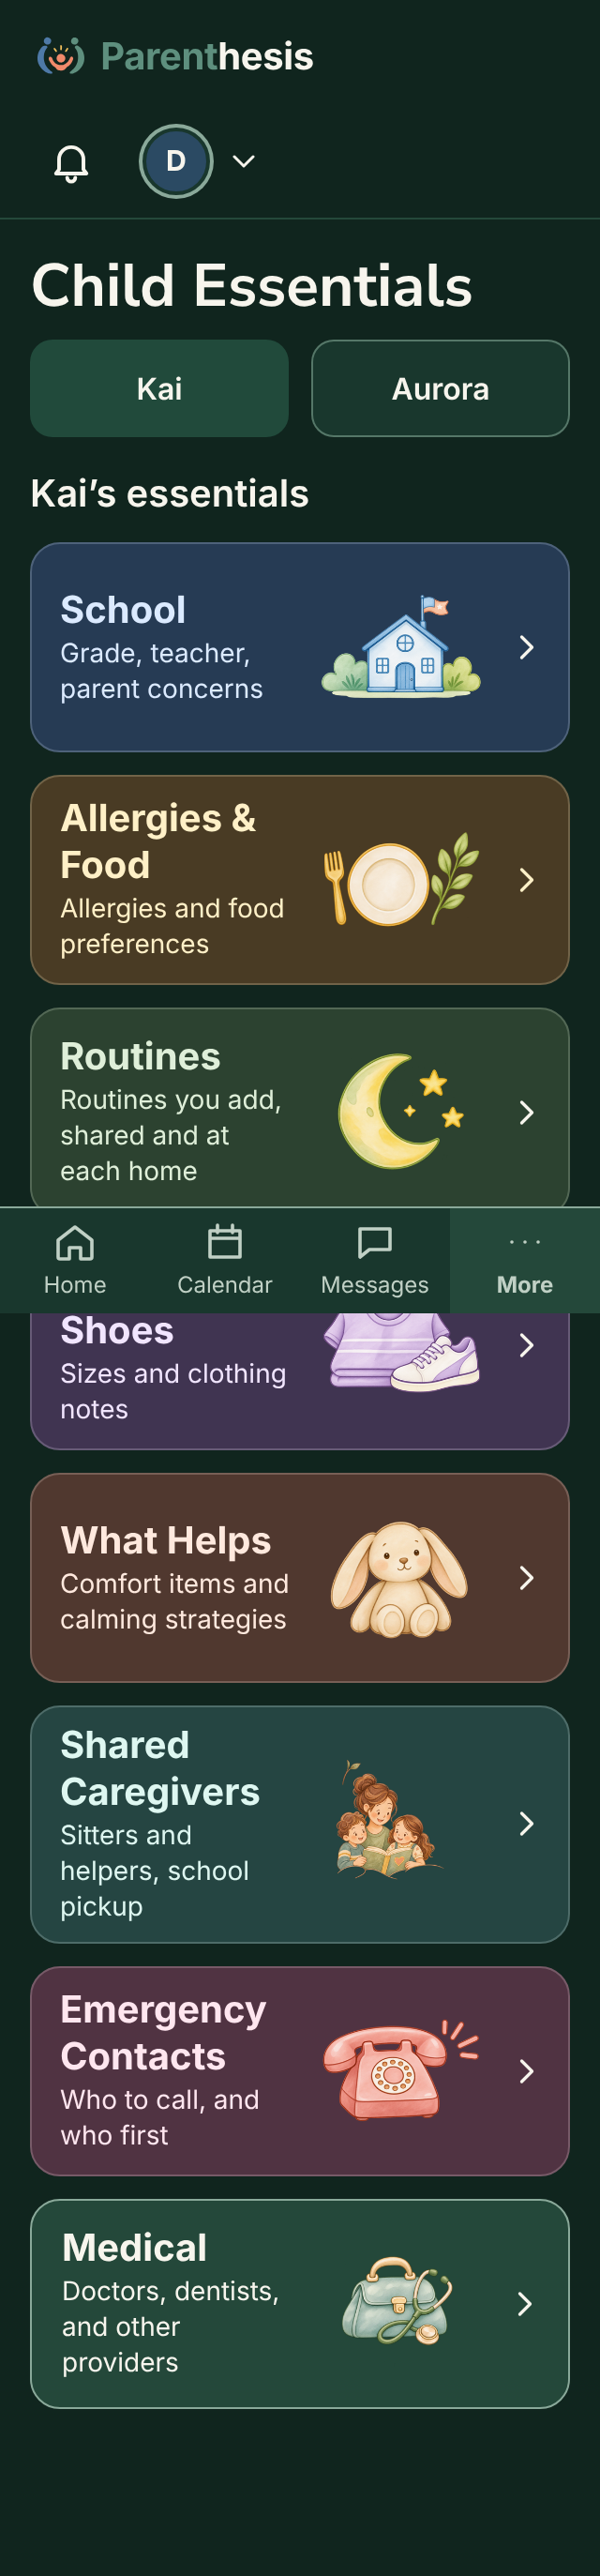 Parenthesis
D
Child Essentials
Kai
Aurora
Kai’s essentials
School
Grade, teacher,
parent concerns
Allergies &
Food
Allergies and food
preferences
Routines
Routines you add,
shared and at
each home
Home
Calendar
Messages
More
Shoes
Sizes and clothing
notes
What Helps
Comfort items and
calming strategies
Shared
Caregivers
Sitters and
helpers, school
pickup
Emergency
Contacts
Who to call, and
who first
Medical
Doctors, dentists,
and other
providers